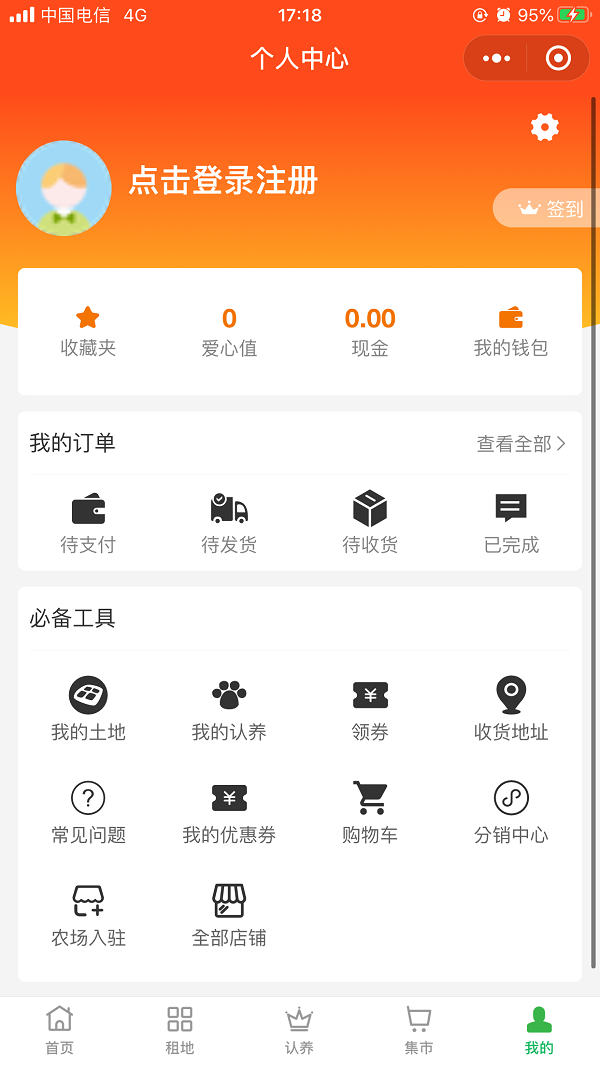 中国电信 4G 17:18 95%
个人中心
点击登录注册
签到
0 0.00
收藏夹 爱心值 现金 我的钱包
我的订单 查看全部
待支付 待发货 待收货 已完成
必备工具
我的土地 我的认养 领券 收货地址
常见问题 我的优惠券 购物车 分销中心
农场入驻 全部店铺
首页 租地 认养 集市 我的